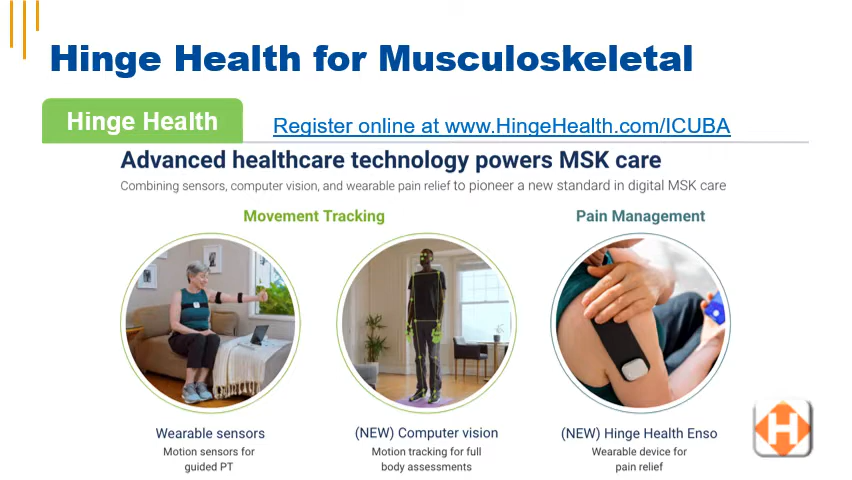 Hinge Health for Musculoskeletal
Hinge Health
Register online at www.HingeHealth.com/ICUBA
Advanced healthcare technology powers MSK care
Combining sensors, computer vision, and wearable pain relief to pioneer a new standard in digital MSK care
Movement Tracking
Pain Management
Wearable sensors
Motion sensors for
guided PT
(NEW) Computer vision
Motion tracking for full
body assessments
(NEW) Hinge Health Enso
Wearable device for
pain relief
H